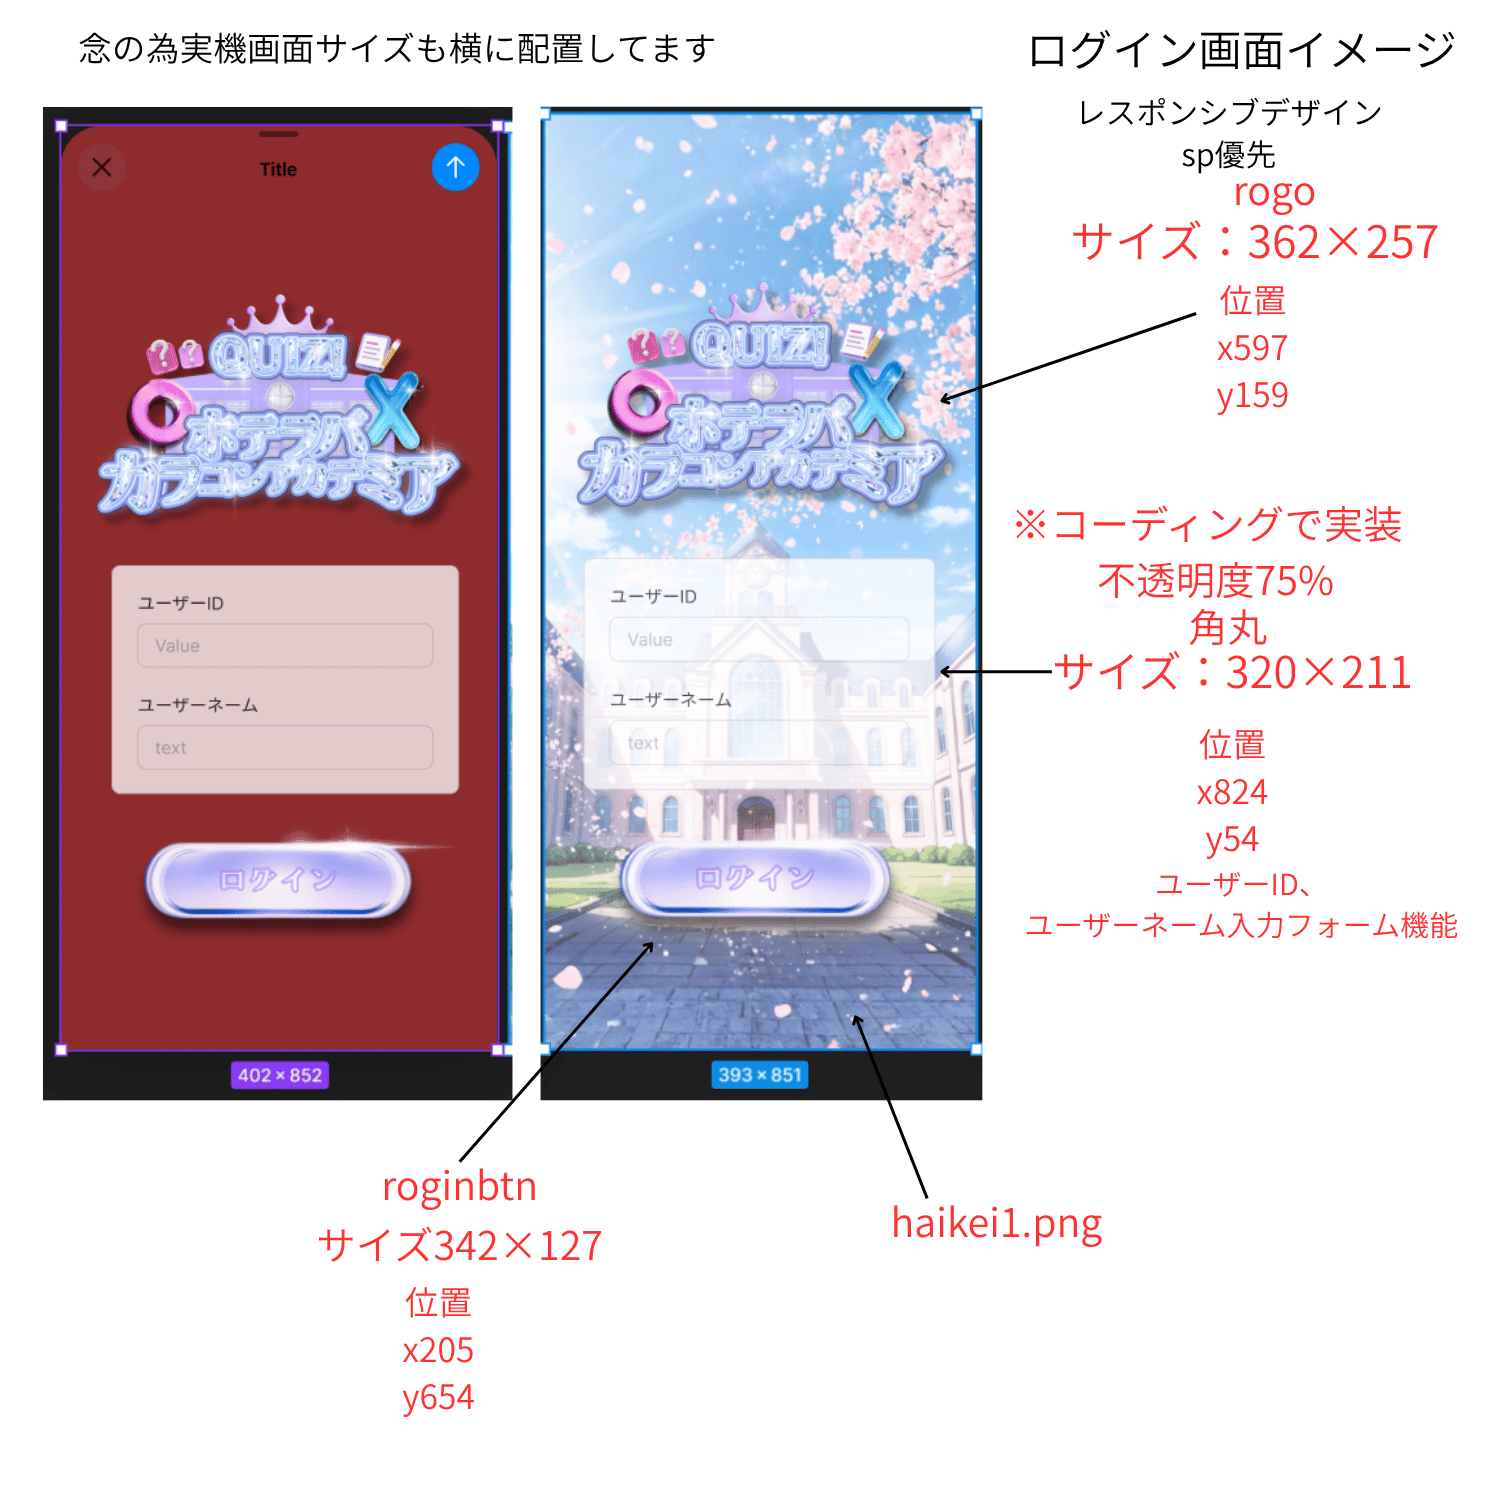 念の為実機画面サイズも横に配置してます
ログイン画面イメージ
レスポンシブデザイン
sp優先
rogo
サイズ：362×257
位置
x597
y159
※コーディングで実装
不透明度75%
角丸
サイズ：320×211
位置
x824
y54
ユーザーID、
ユーザーネーム入力フォーム機能
Title
QUIZ!
ホテラバ
カラコンアカデミア
ユーザーID
Value
ユーザーネーム
text
ログイン
402 × 852
QUIZ!
ホテラバ
カラコンアカデミア
ユーザーID
Value
ユーザーネーム
text
ログイン
393 × 851
roginbtn
サイズ342×127
位置
x205
y654
haikei1.png